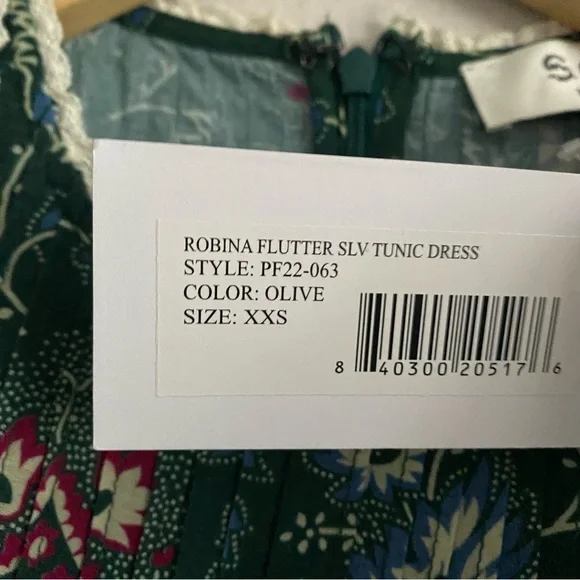 S
ROBINA FLUTTER SLV TUNIC DRESS
STYLE: PF22-063
COLOR: OLIVE
SIZE: XXS
8 40300 20517 6